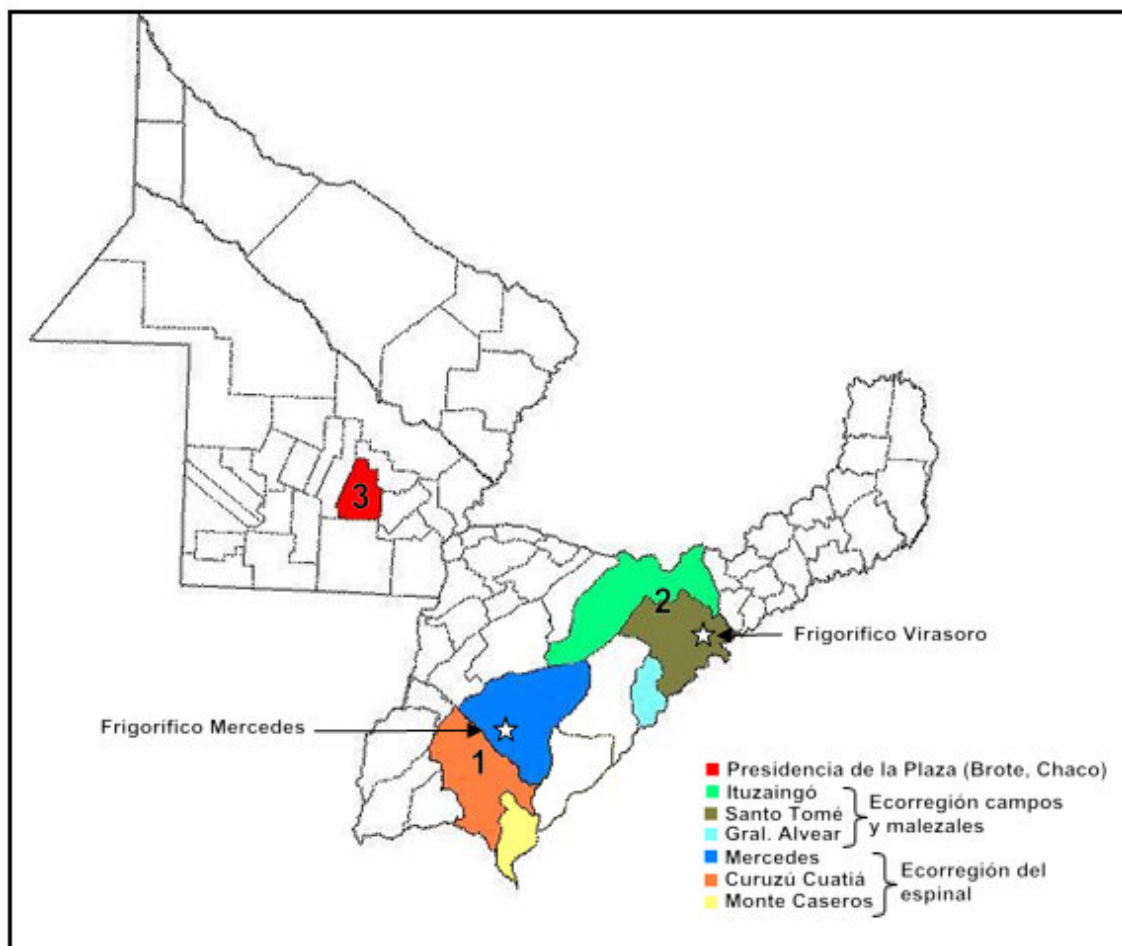 3
2
Frigorífico Virasoro
Frigorífico Mercedes
1
Presidencia de la Plaza (Brote, Chaco)
Ituzaingó
Santo Tomé
Gral. Alvear
Ecorregión campos
y malezales
Mercedes
Curuzú Cuatiá
Monte Caseros
Ecorregión del
espinal